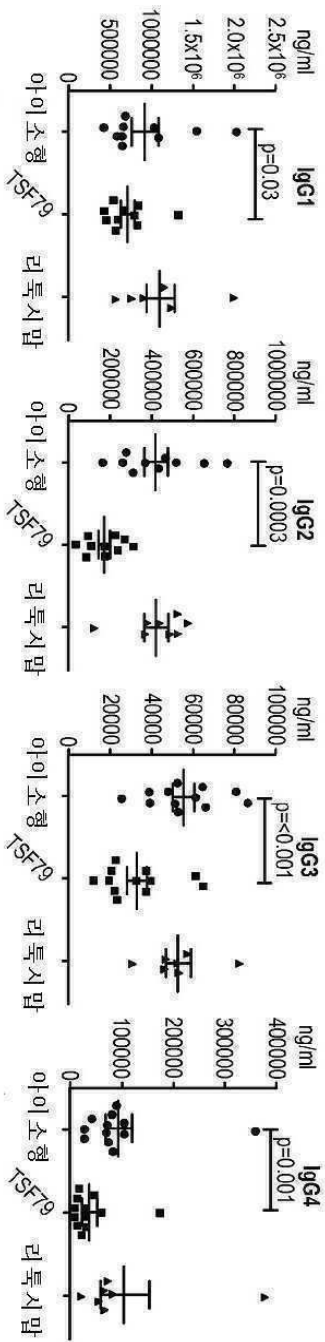 IgG1
ng/ml
2.5x10⁶
2.0x10⁶
1.5x10⁶
1000000
500000
0
p=0.03
아이소형
TSF79
리툭시맙
IgG2
ng/ml
1000000
800000
600000
400000
200000
0
p=0.0003
아이소형
TSF79
리툭시맙
IgG3
ng/ml
100000
80000
60000
40000
20000
0
p=<0.001
아이소형
TSF79
리툭시맙
IgG4
ng/ml
400000
300000
200000
100000
0
p=0.001
아이소형
TSF79
리툭시맙